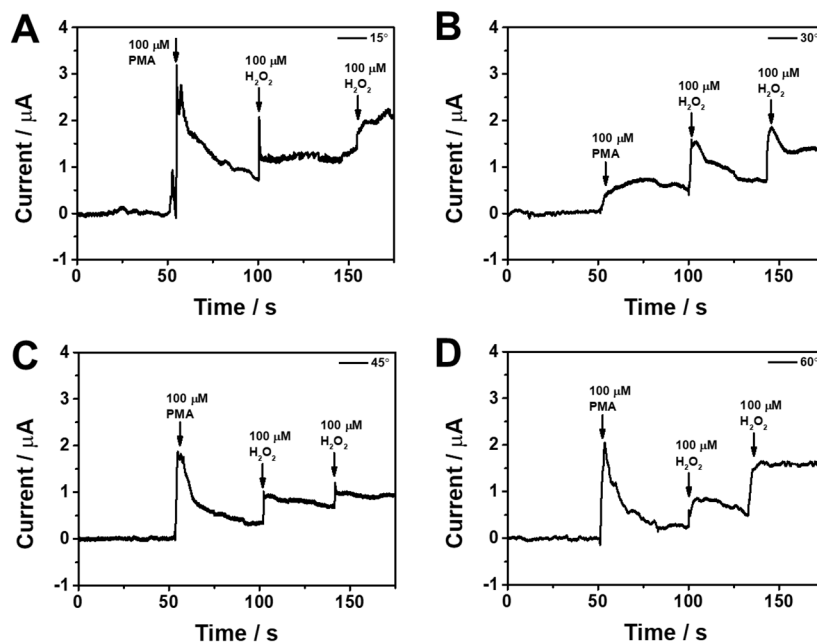 A
B
100 μM
PMA
100 μM
H₂O₂
100 μM
H₂O₂
15°
100 μM
PMA
100 μM
H₂O₂
100 μM
H₂O₂
30°
Current / μA
4
3
2
1
0
-1
0
50
100
150
Time / s
Current / μA
4
3
2
1
0
-1
0
50
100
150
Time / s
C
D
100 μM
PMA
100 μM
H₂O₂
100 μM
H₂O₂
45°
100 μM
PMA
100 μM
H₂O₂
100 μM
H₂O₂
60°
Current / μA
4
3
2
1
0
-1
0
50
100
150
Time / s
Current / μA
4
3
2
1
0
-1
0
50
100
150
Time / s